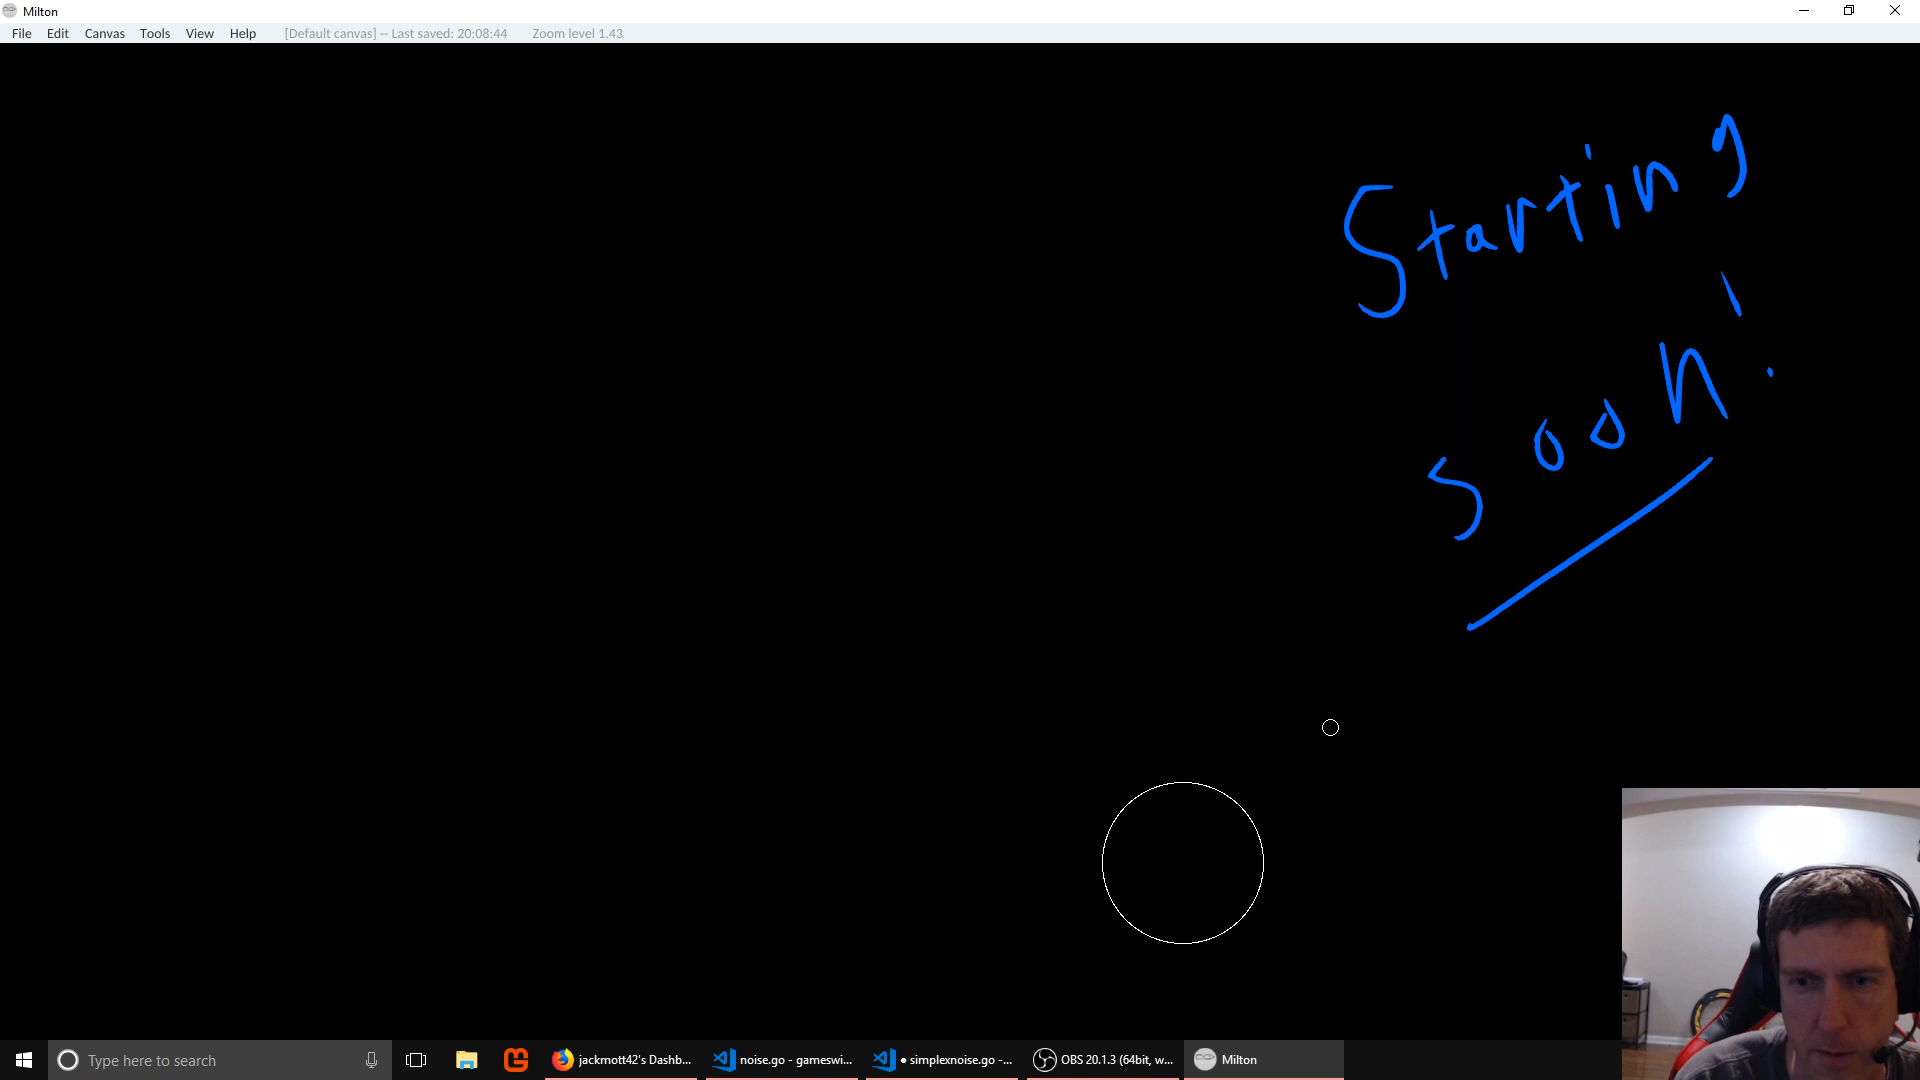 Milton
File Edit Canvas Tools View Help [Default canvas] -- Last saved: 20:08:44 Zoom level 1.43
Starting
soon!
Type here to search jackmott42's Dashb... noise.go - gameswi... • simplexnoise.go -... OBS 20.1.3 (64bit, w... Milton